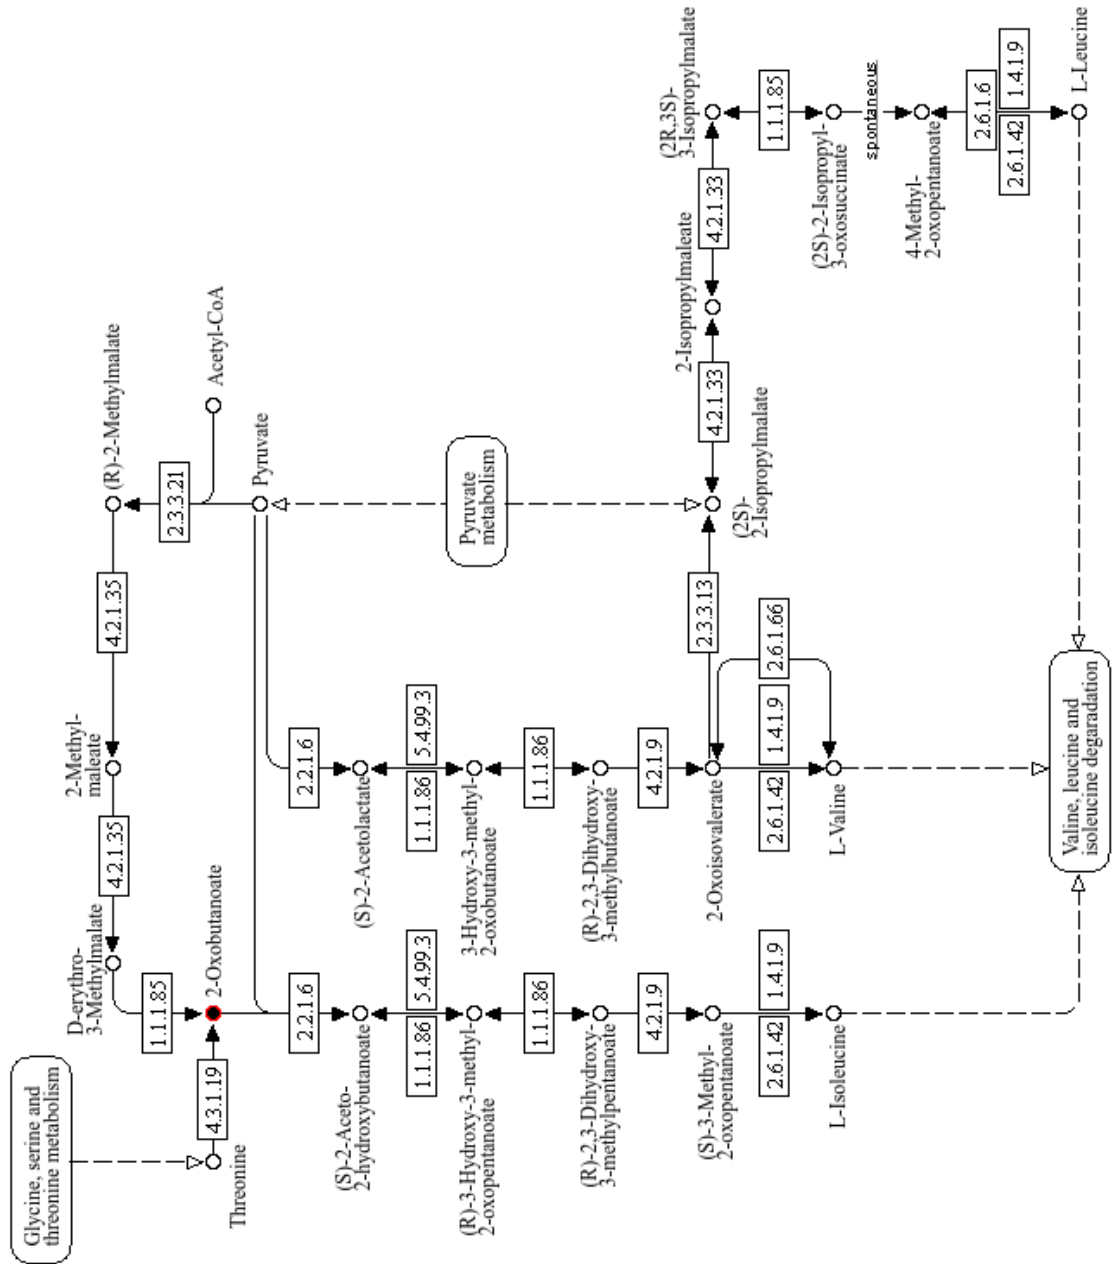 Glycine, serine and
threonine metabolism
D-erythro-
3-Methylmalate
2-Methyl-
maleate
(R)-2-Methylmalate
4.2.1.35
4.2.1.35
1.1.1.85
2.3.3.21
Threonine
4.3.1.19
2-Oxobutanoate
Acetyl-CoA
Pyruvate
2.2.1.6
2.2.1.6
(S)-2-Aceto-
2-hydroxybutanoate
(S)-2-Acetolactate
1.1.1.86
5.4.99.3
1.1.1.86
5.4.99.3
Pyruvate
metabolism
(R)-3-Hydroxy-3-methyl-
2-oxopentanoate
3-Hydroxy-3-methyl-
2-oxobutanoate
1.1.1.86
1.1.1.86
(R)-2,3-Dihydroxy-
3-methylpentanoate
(R)-2,3-Dihydroxy-
3-methylbutanoate
4.2.1.9
4.2.1.9
2-Isopropylmaleate
(2R,3S)-
3-Isopropylmalate
(S)-3-Methyl-
2-oxopentanoate
2-Oxoisovalerate
2.3.3.13
4.2.1.33
4.2.1.33
(2S)-
2-Isopropylmalate
2.6.1.42
1.4.1.9
2.6.1.42
1.4.1.9
2.6.1.66
1.1.1.85
L-Isoleucine
L-Valine
(2S)-2-Isopropyl-
3-oxosuccinate
spontaneous
4-Methyl-
2-oxopentanoate
2.6.1.6
2.6.1.42
1.4.1.9
Valine, leucine and
isoleucine degaradation
L-Leucine